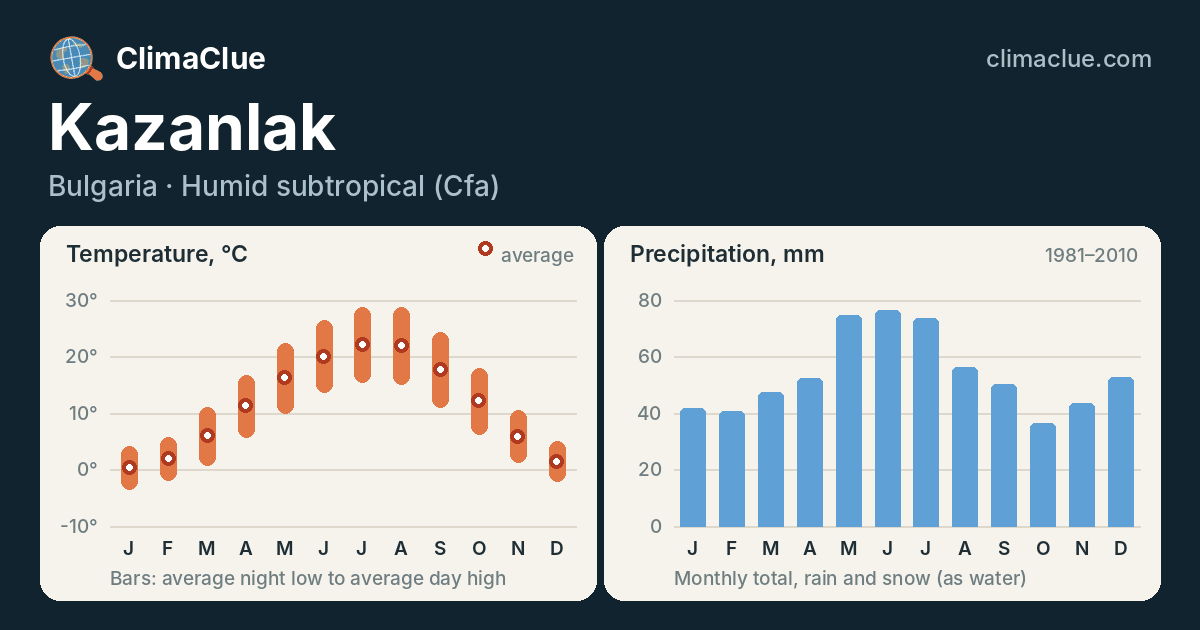 ClimaClue
climaclue.com
Kazanlak
Bulgaria · Humid subtropical (Cfa)
Temperature, °C
average
30°
20°
10°
0°
-10°
J F M A M J J A S O N D
Bars: average night low to average day high
Precipitation, mm
1981–2010
80
60
40
20
0
J F M A M J J A S O N D
Monthly total, rain and snow (as water)